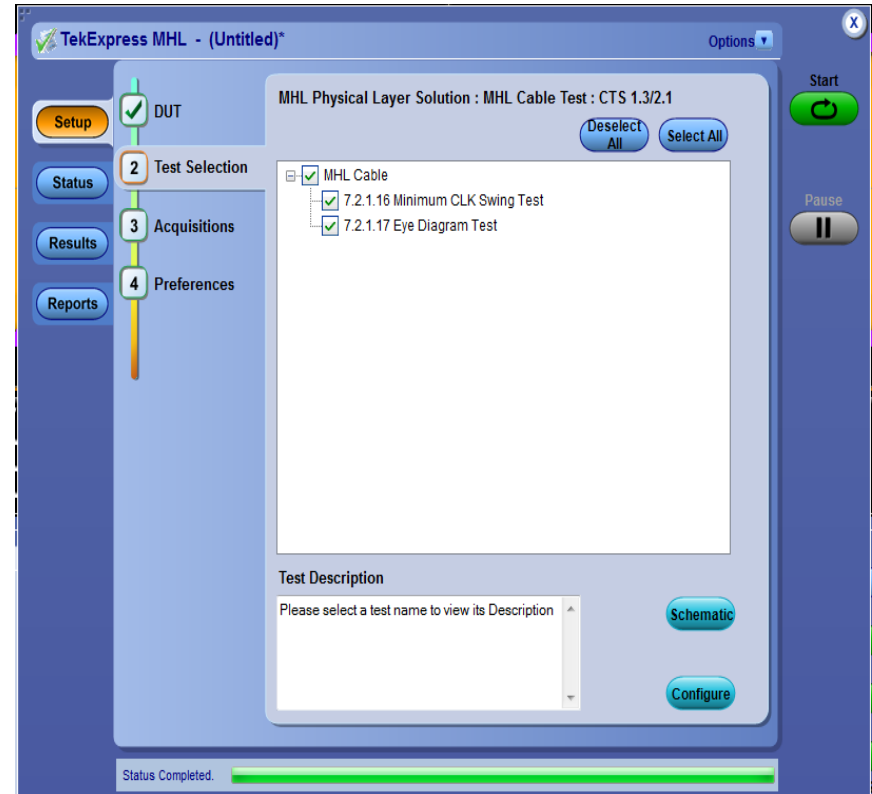 TekExpress MHL - (Untitled)*
Options
X
Start
Pause
Setup
Status
Results
Reports
DUT
2 Test Selection
3 Acquisitions
4 Preferences
MHL Physical Layer Solution : MHL Cable Test : CTS 1.3/2.1
Deselect All
Select All
MHL Cable
7.2.1.16 Minimum CLK Swing Test
7.2.1.17 Eye Diagram Test
Test Description
Please select a test name to view its Description
Schematic
Configure
Status Completed.